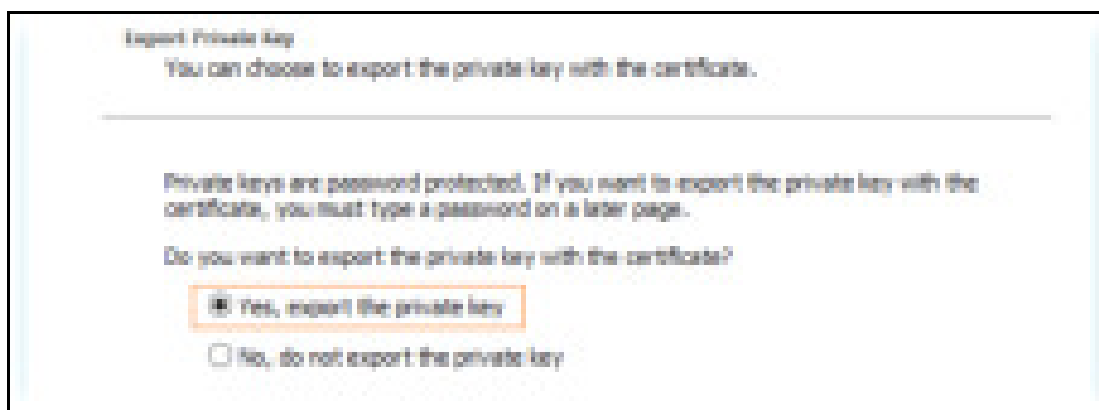 Export Private Key
You can choose to export the private key with the certificate.
Private keys are password protected. If you want to export the private key with the
certificate, you must type a password on a later page.
Do you want to export the private key with the certificate?
Yes, export the private key
No, do not export the private key